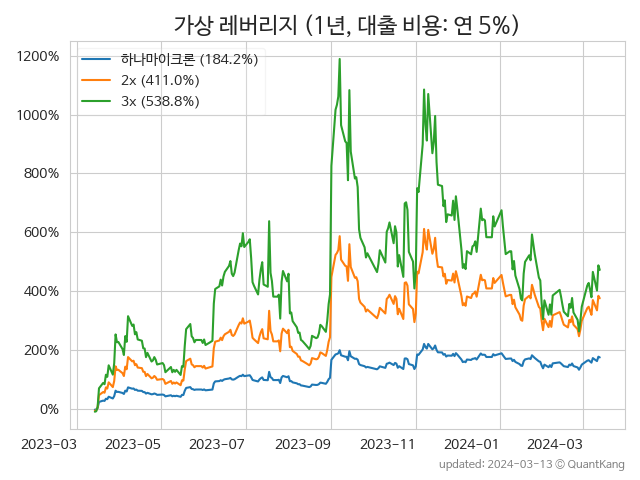 가상 레버리지 (1년, 대출 비용: 연 5%)
하나마이크론 (184.2%)
2x (411.0%)
3x (538.8%)
1200%
1000%
800%
600%
400%
200%
0%
2023-03 2023-05 2023-07 2023-09 2023-11 2024-01 2024-03
updated: 2024-03-13 © QuantKang